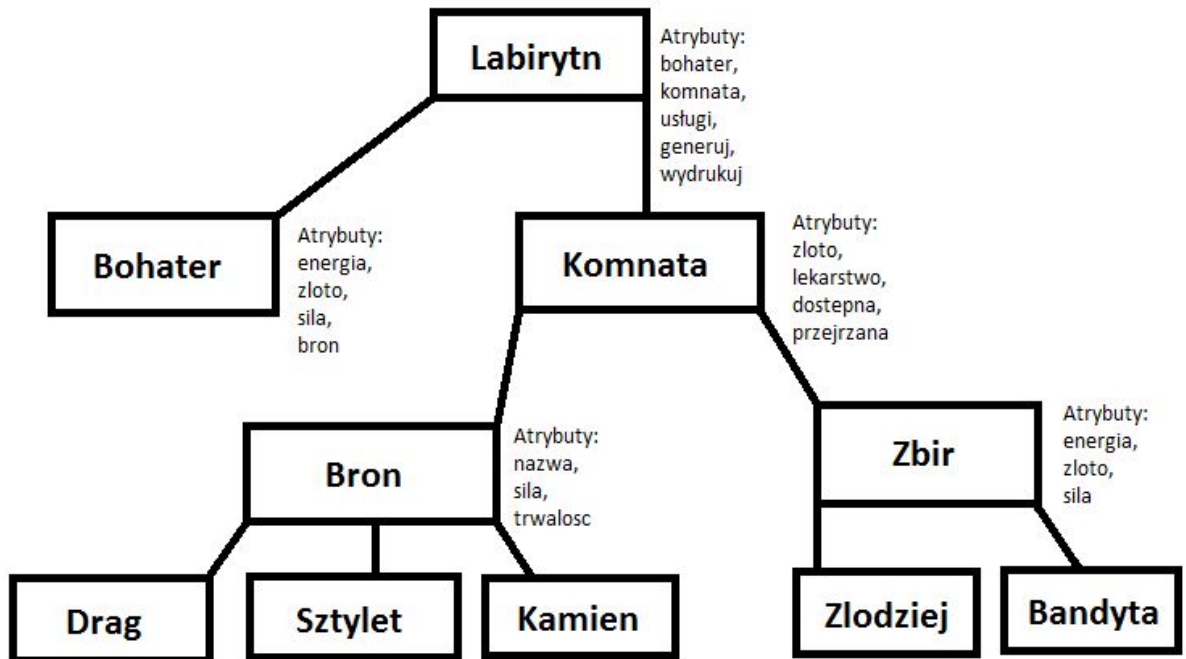 Labirytn
Atrybuty:
bohater,
komnata,
usługi,
generuj,
wydrukuj
Bohater
Atrybuty:
energia,
zloto,
sila,
bron
Komnata
Atrybuty:
zloto,
lekarstwo,
dostepna,
przejrzana
Bron
Atrybuty:
nazwa,
sila,
trwalosc
Zbir
Atrybuty:
energia,
zloto,
sila
Drag
Sztylet
Kamien
Zlodziej
Bandyta